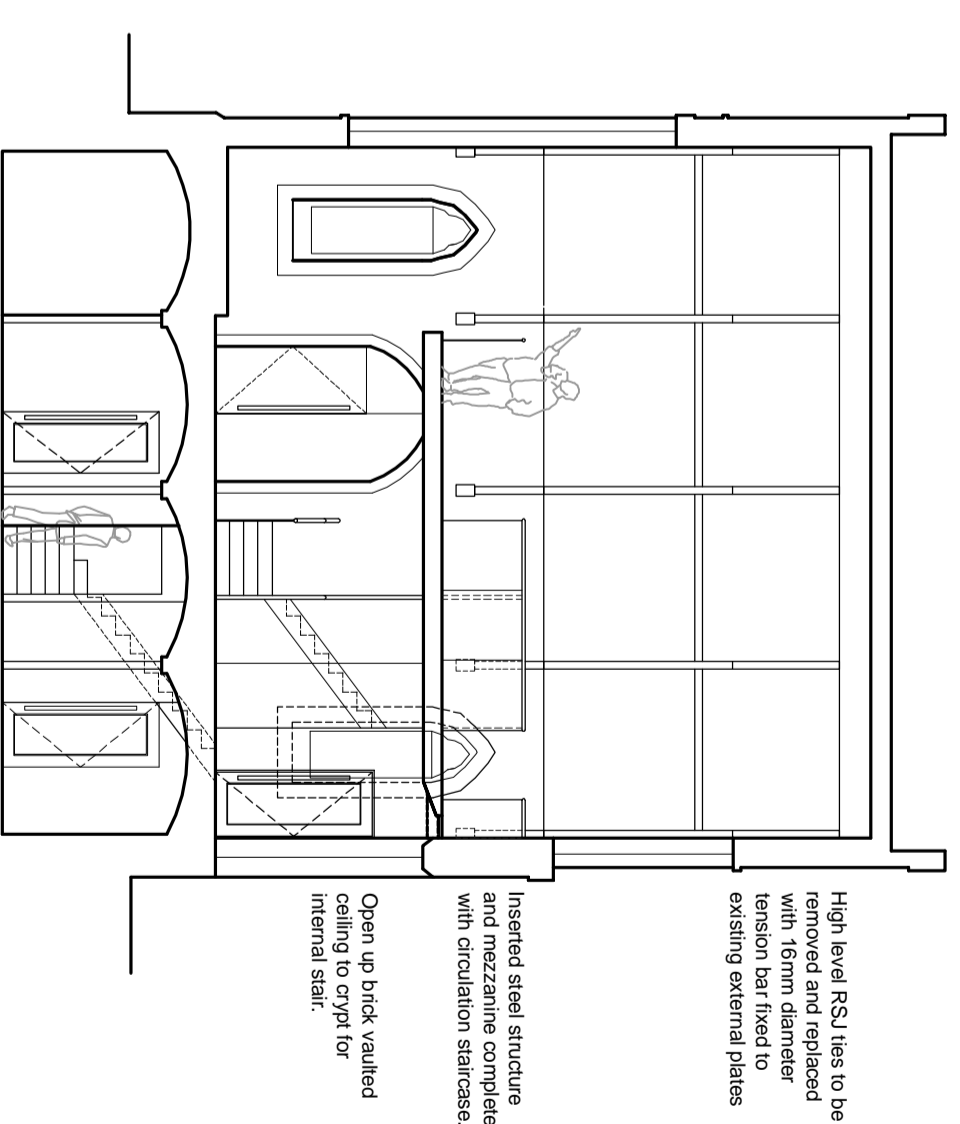 High level RSJ ties to be
removed and replaced
with 16mm diameter
tension bar fixed to
existing external plates
Inserted steel structure
and mezzanine complete
with circulation staircase.
Open up brick vaulted
ceiling to crypt for
internal stair.